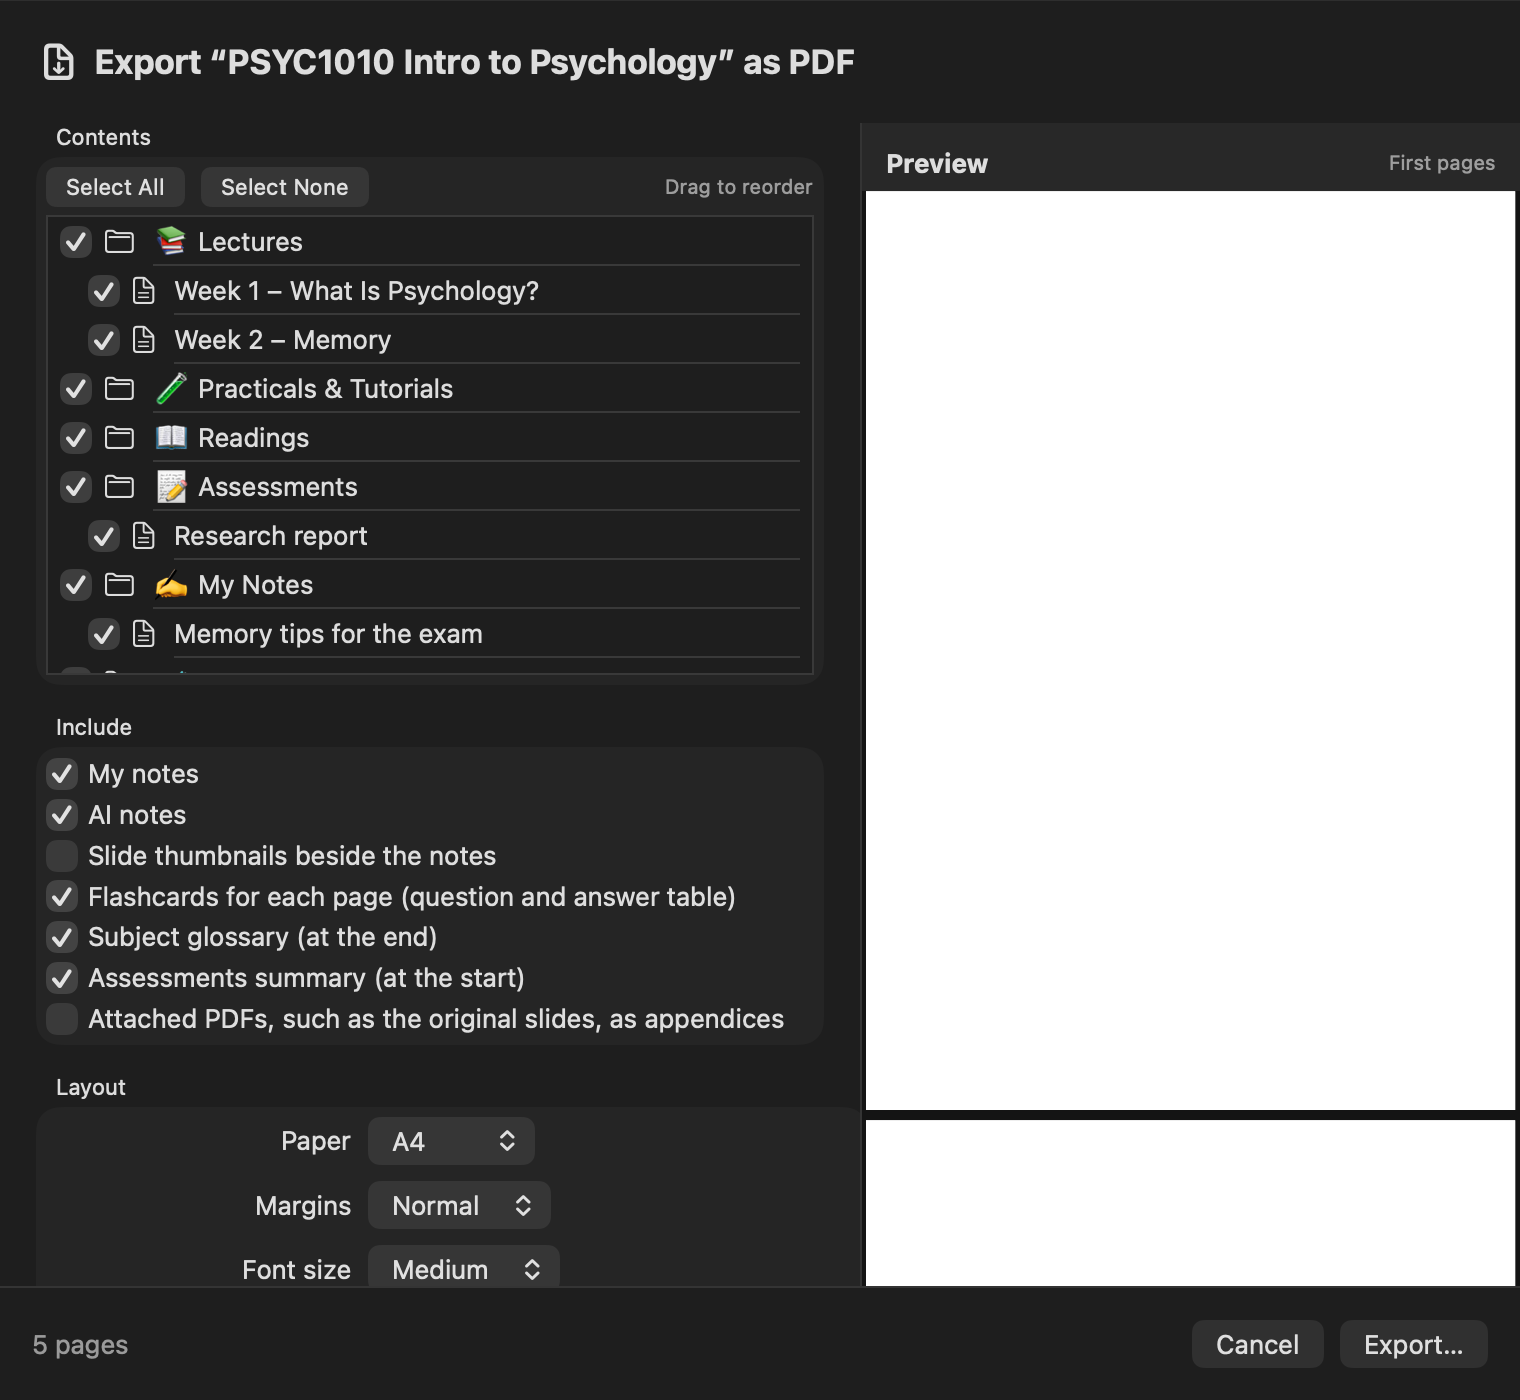 Export “PSYC1010 Intro to Psychology” as PDF
Contents
Select All
Select None
Drag to reorder
Lectures
Week 1 – What Is Psychology?
Week 2 – Memory
Practicals & Tutorials
Readings
Assessments
Research report
My Notes
Memory tips for the exam
Include
My notes
AI notes
Slide thumbnails beside the notes
Flashcards for each page (question and answer table)
Subject glossary (at the end)
Assessments summary (at the start)
Attached PDFs, such as the original slides, as appendices
Layout
Paper A4
Margins Normal
Font size Medium
Preview
First pages
5 pages
Cancel
Export...